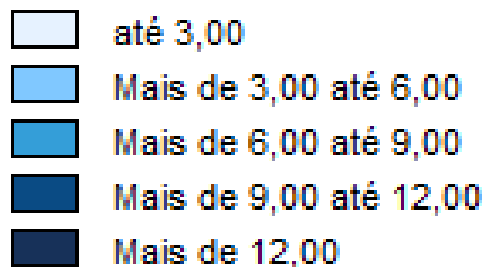 até 3,00
Mais de 3,00 até 6,00
Mais de 6,00 até 9,00
Mais de 9,00 até 12,00
Mais de 12,00